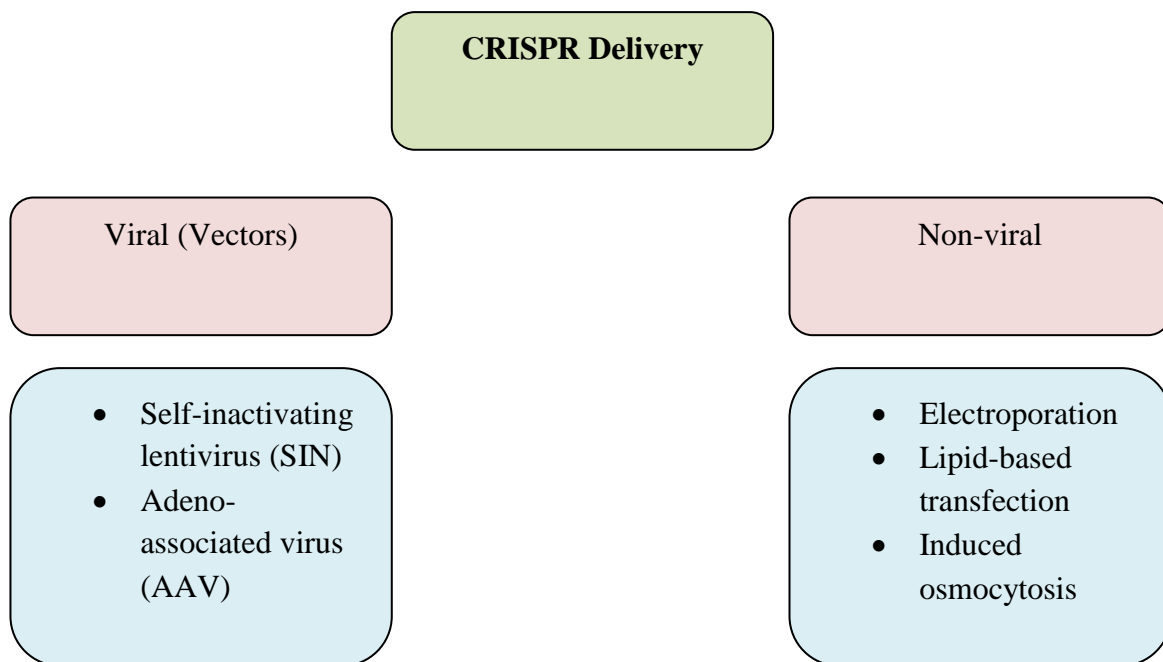 CRISPR Delivery
Viral (Vectors)
Non-viral
• Self-inactivating
lentivirus (SIN)
• Adeno-
associated virus
(AAV)
• Electroporation
• Lipid-based
transfection
• Induced
osmocytosis